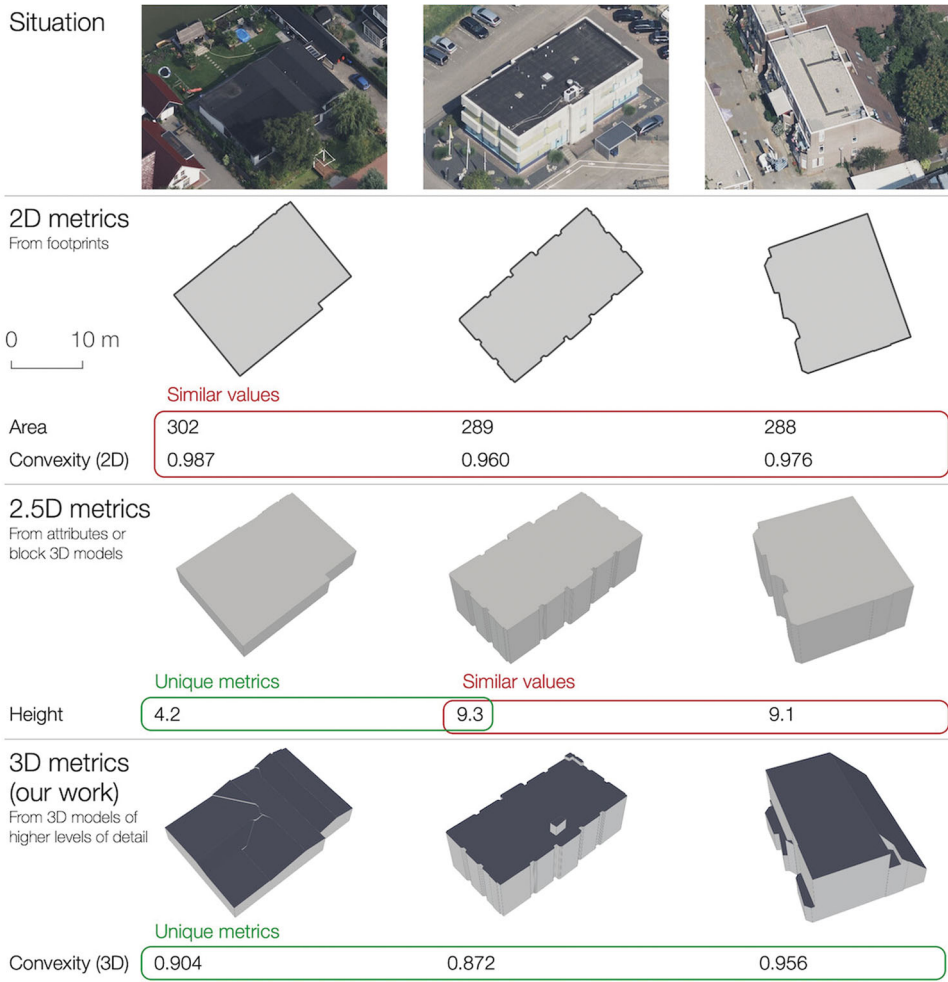 Situation
2D metrics
From footprints
0 10 m
Similar values
Area 302 289 288
Convexity (2D) 0.987 0.960 0.976
2.5D metrics
From attributes or
block 3D models
Unique metrics Similar values
Height 4.2 9.3 9.1
3D metrics
(our work)
From 3D models of
higher levels of detail
Unique metrics
Convexity (3D) 0.904 0.872 0.956